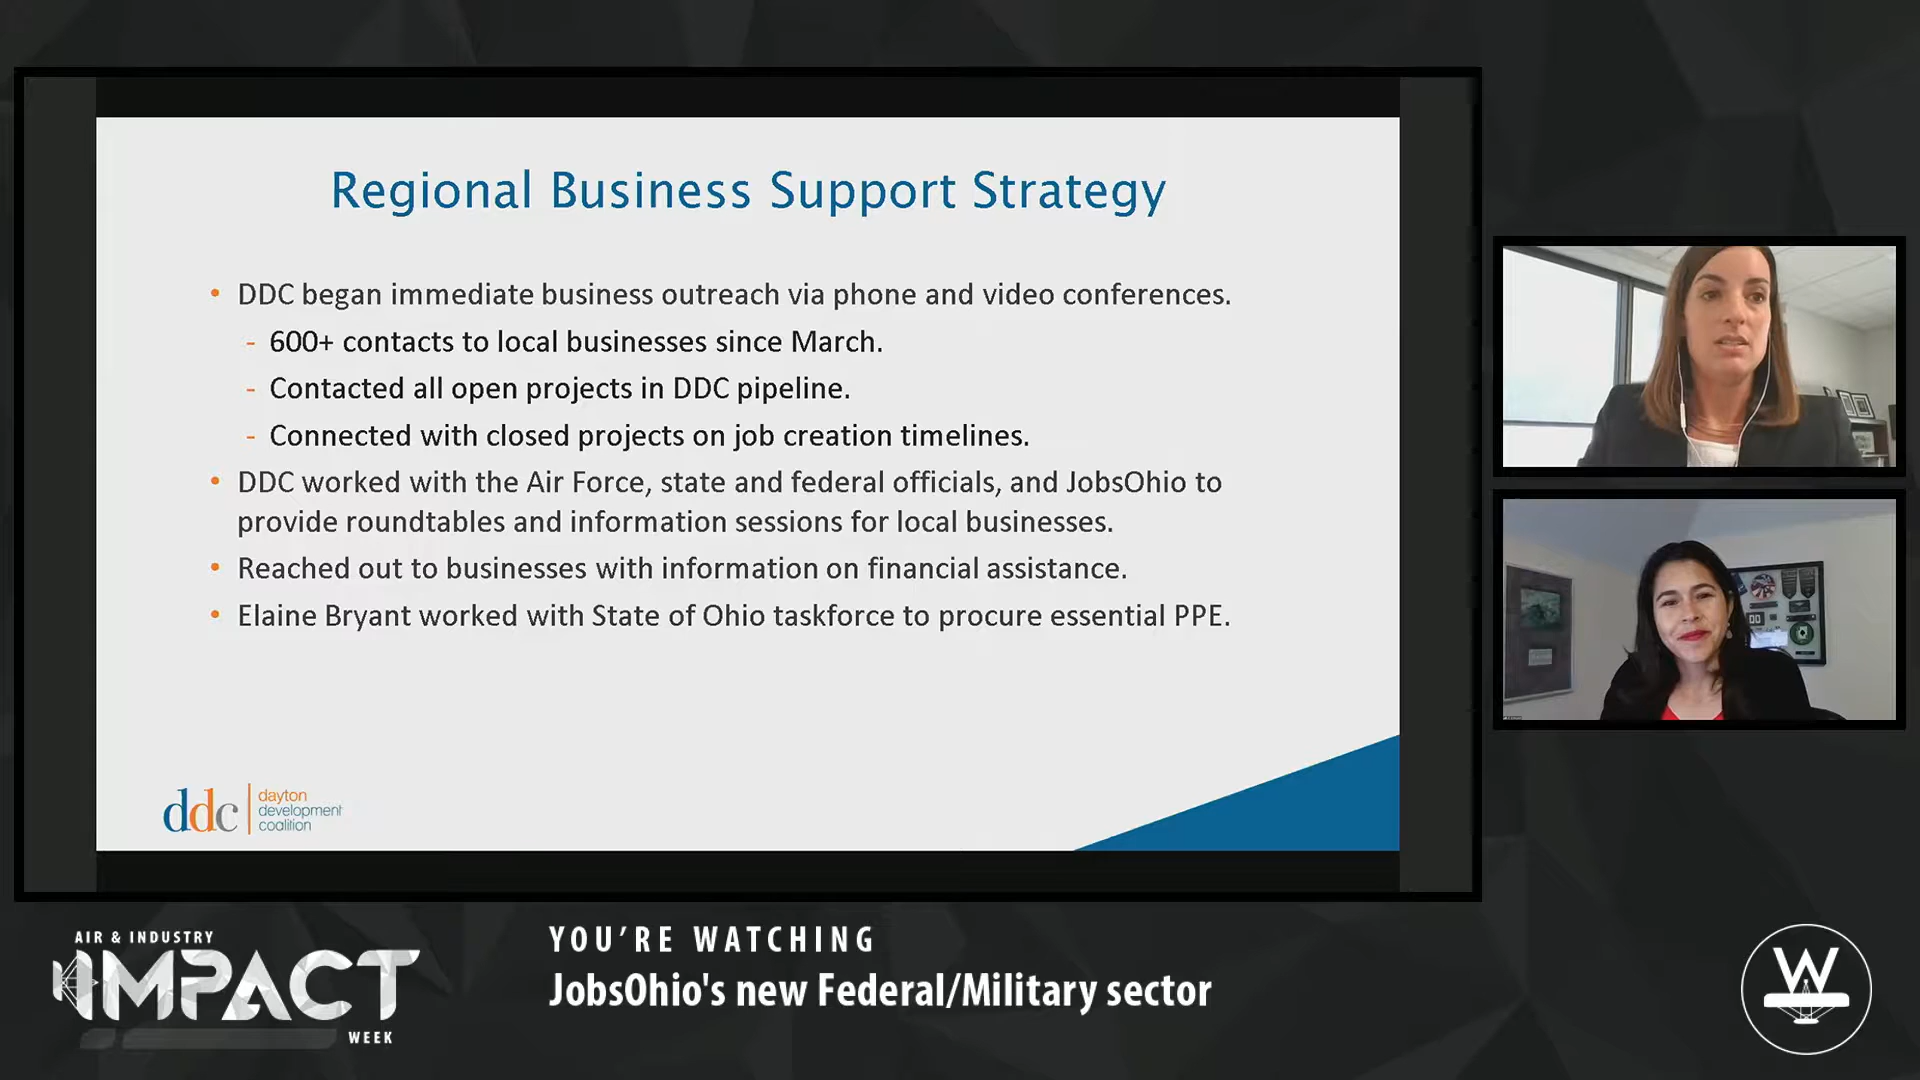 Regional Business Support Strategy
• DDC began immediate business outreach via phone and video conferences.
- 600+ contacts to local businesses since March.
- Contacted all open projects in DDC pipeline.
- Connected with closed projects on job creation timelines.
• DDC worked with the Air Force, state and federal officials, and JobsOhio to
provide roundtables and information sessions for local businesses.
• Reached out to businesses with information on financial assistance.
• Elaine Bryant worked with State of Ohio taskforce to procure essential PPE.
ddc
dayton
development
coalition
AIR & INDUSTRY
IMPACT
WEEK
YOU'RE WATCHING
JobsOhio's new Federal/Military sector
W